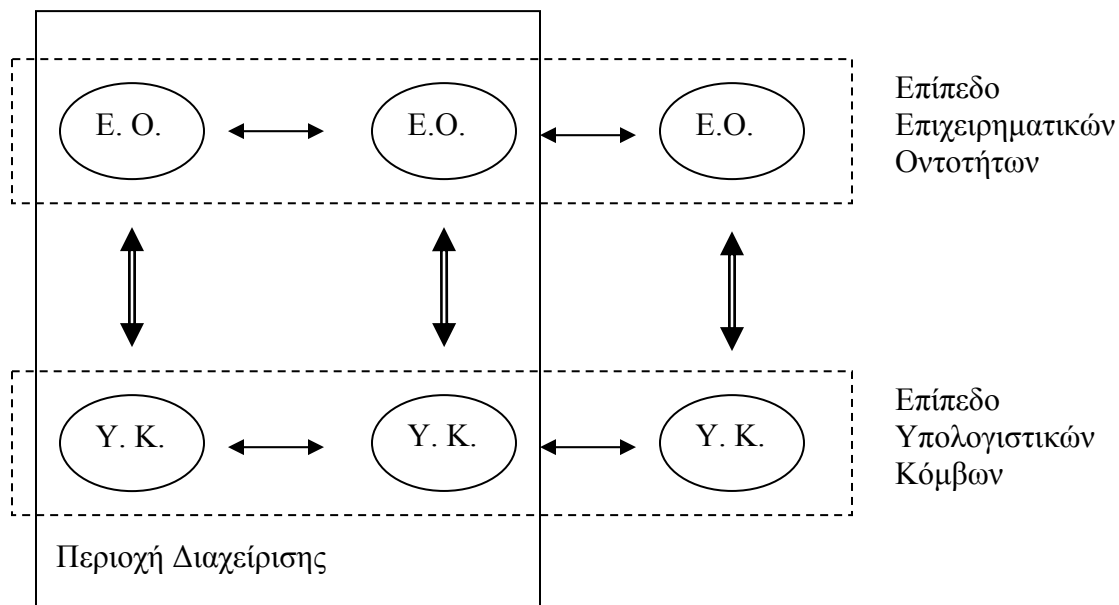 Ε. Ο.
Ε.Ο.
Ε.Ο.
Επίπεδο
Επιχειρηματικών
Οντοτήτων
Υ. Κ.
Υ. Κ.
Υ. Κ.
Επίπεδο
Υπολογιστικών
Κόμβων
Περιοχή Διαχείρισης